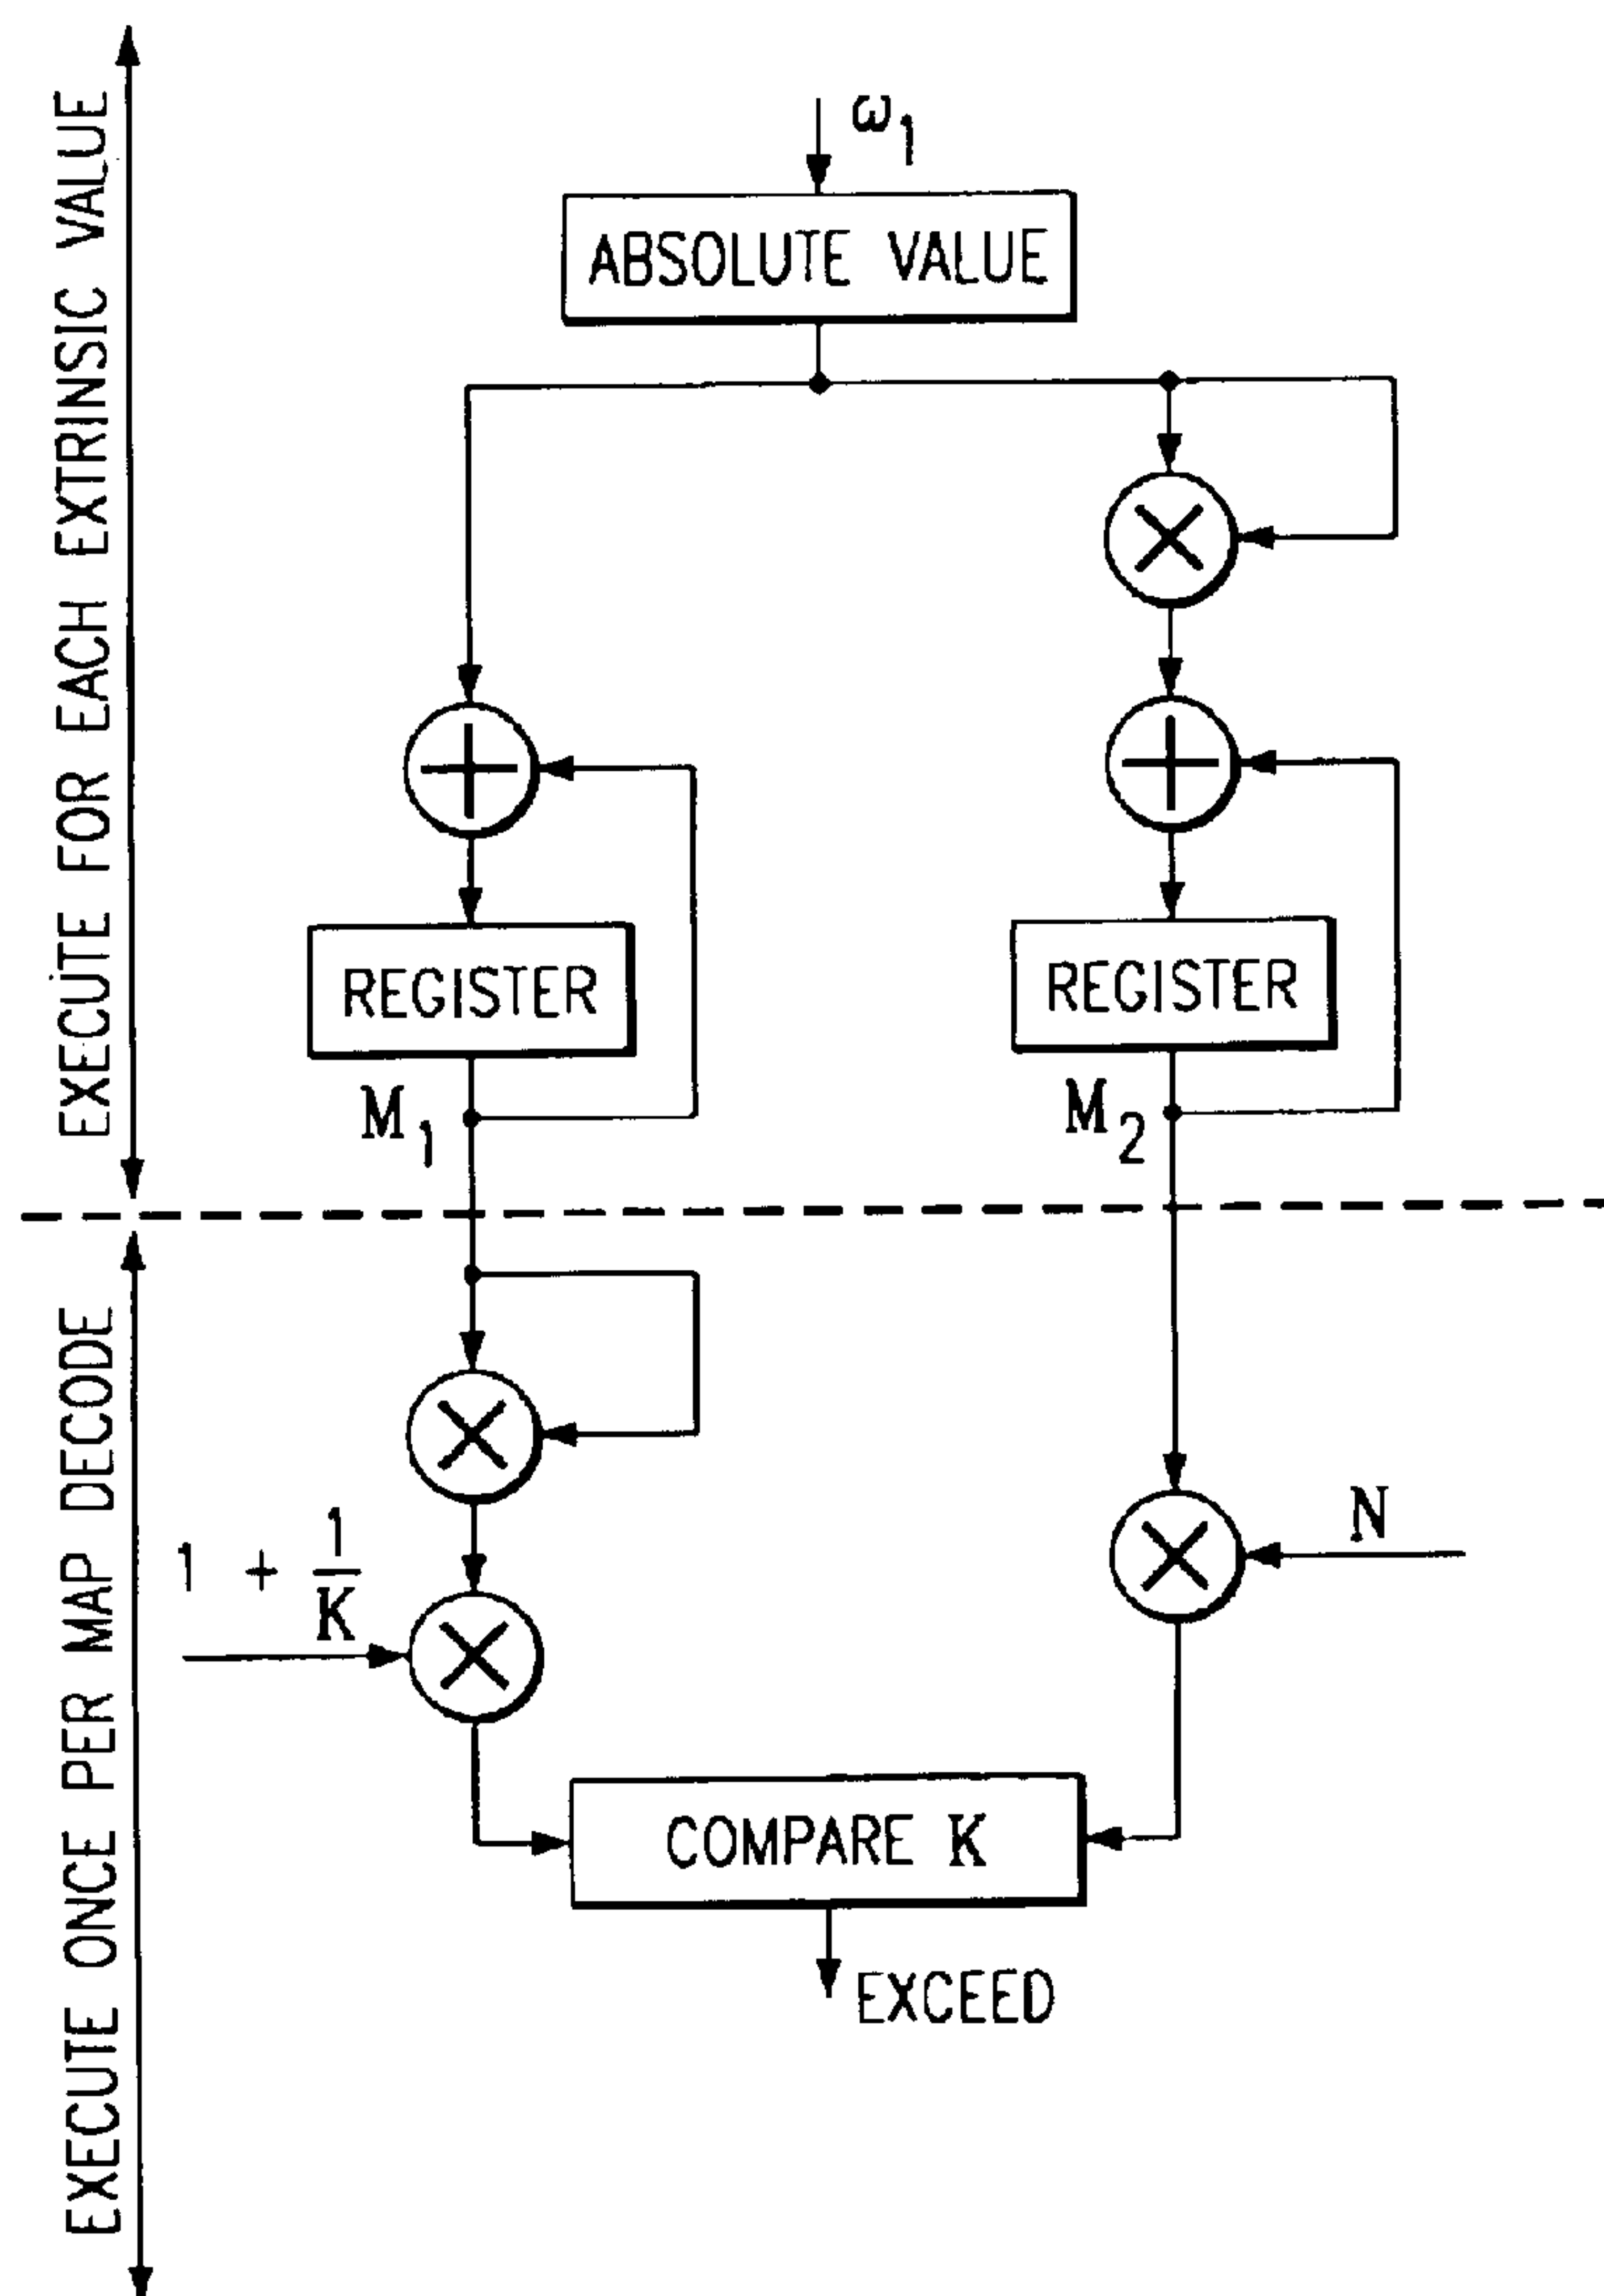 EXECUTE FOR EACH EXTRINSIC VALUE
ω1
ABSOLUTE VALUE
REGISTER
REGISTER
M1
M2
EXECUTE ONCE PER MAP DECODE
1 + 1/K
N
COMPARE K
EXCEED